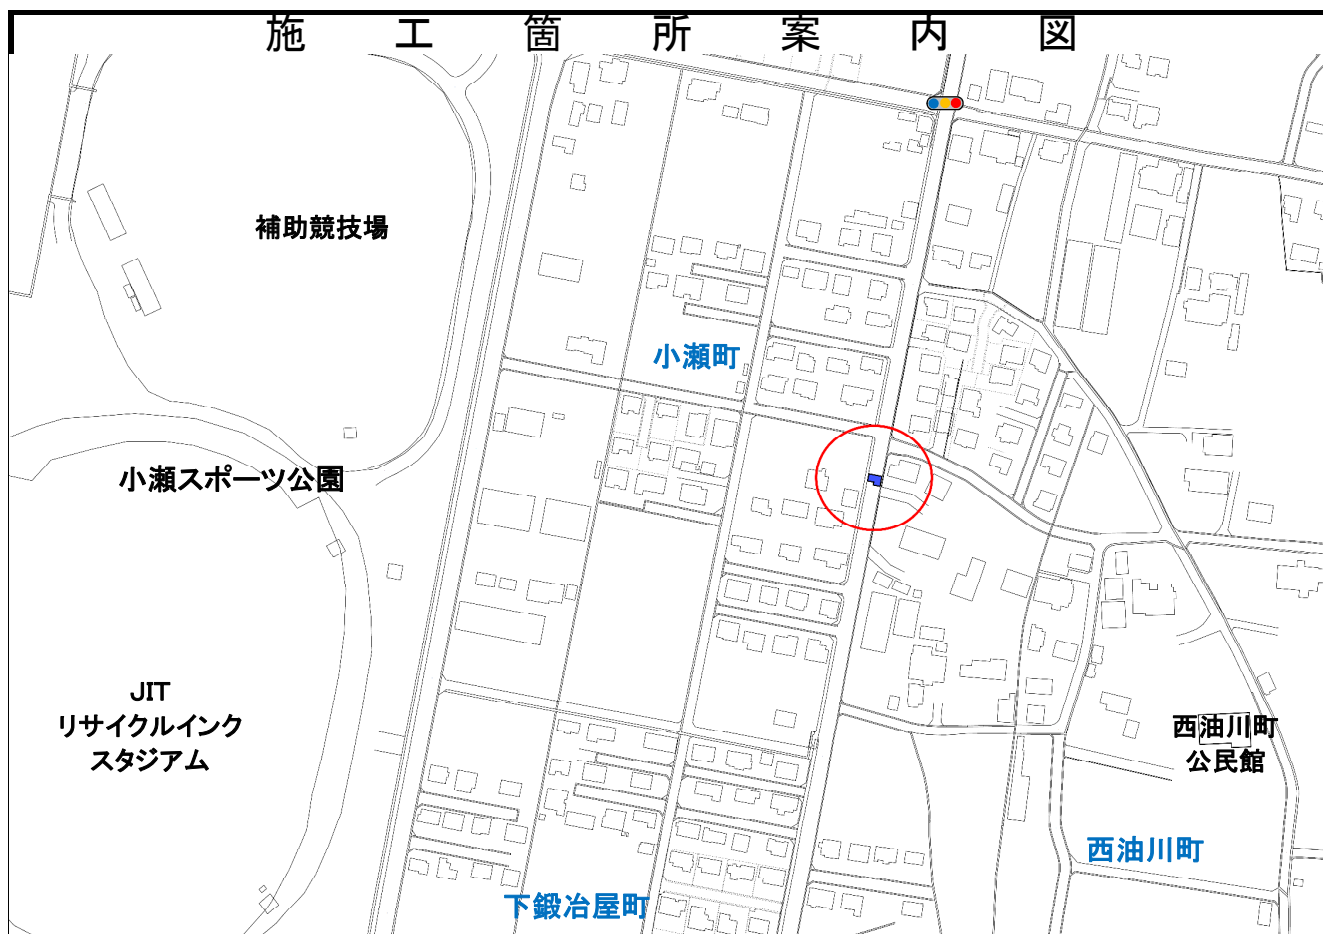 施工箇所案内図
補助競技場
小瀬町
小瀬スポーツ公園
JIT
リサイクルインク
スタジアム
西油川町
公民館
西油川町
下鍛冶屋町